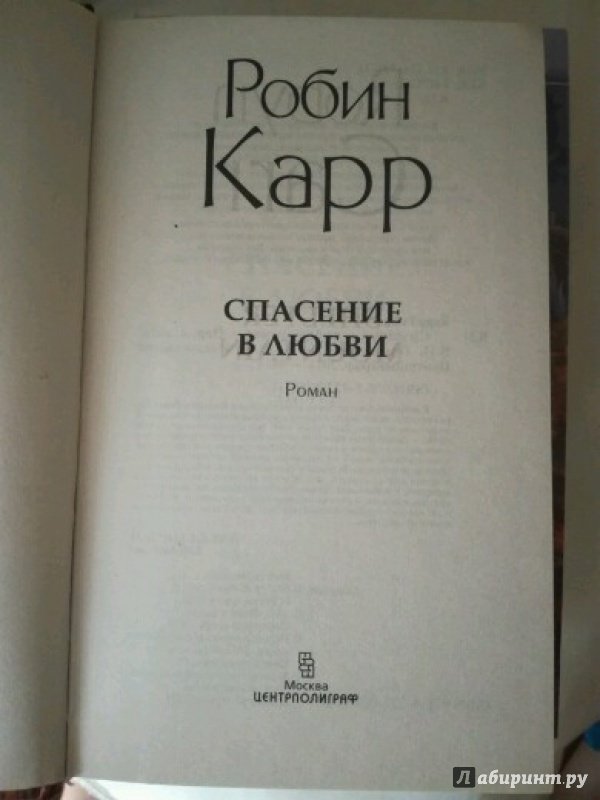 Робин
Карр
СПАСЕНИЕ
В ЛЮБВИ
Роман
Москва
ЦЕНТРПОЛИГРАФ
Лабиринт.ру